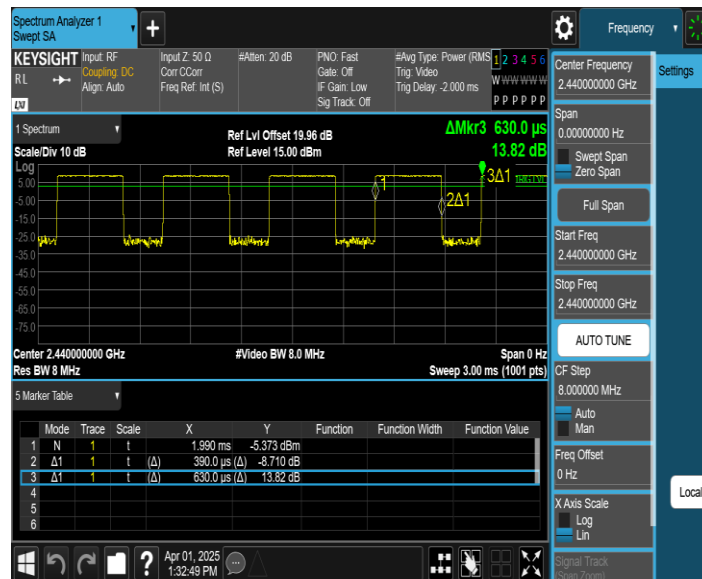 Spectrum Analyzer 1
Swept SA
Frequency
KEYSIGHT
RL
LXI
Input: RF
Coupling: DC
Align: Auto
Input Z: 50 Ω
Corr CCorr
Freq Ref: Int (S)
#Atten: 20 dB
PNO: Fast
Gate: Off
IF Gain: Low
Sig Track: Off
#Avg Type: Power (RMS
Trig: Video
Trig Delay: -2.000 ms
1 2 3 4 5 6
W W W W W W
P P P P P P
Center Frequency
2.440000000 GHz
Settings
Span
0.00000000 Hz
Swept Span
Zero Span
Full Span
Start Freq
2.440000000 GHz
Stop Freq
2.440000000 GHz
AUTO TUNE
CF Step
8.000000 MHz
Auto
Man
Freq Offset
0 Hz
X Axis Scale
Log
Lin
Signal Track
(Span Zoom)
Local
1 Spectrum
Scale/Div 10 dB
Log
Ref Lvl Offset 19.96 dB
Ref Level 15.00 dBm
ΔMkr3 630.0 µs
13.82 dB
5.00
-5.00
-15.0
-25.0
-35.0
-45.0
-55.0
-65.0
-75.0
1
2Δ1
3Δ1
TRIG LVL
Center 2.440000000 GHz
Res BW 8 MHz
#Video BW 8.0 MHz
Span 0 Hz
Sweep 3.00 ms (1001 pts)
5 Marker Table
Mode Trace Scale X Y Function Function Width Function Value
1 N 1 t 1.990 ms -5.373 dBm
2 Δ1 1 t (Δ) 390.0 µs (Δ) -8.710 dB
3 Δ1 1 t (Δ) 630.0 µs (Δ) 13.82 dB
4
5
6
?
Apr 01, 2025
1:32:49 PM